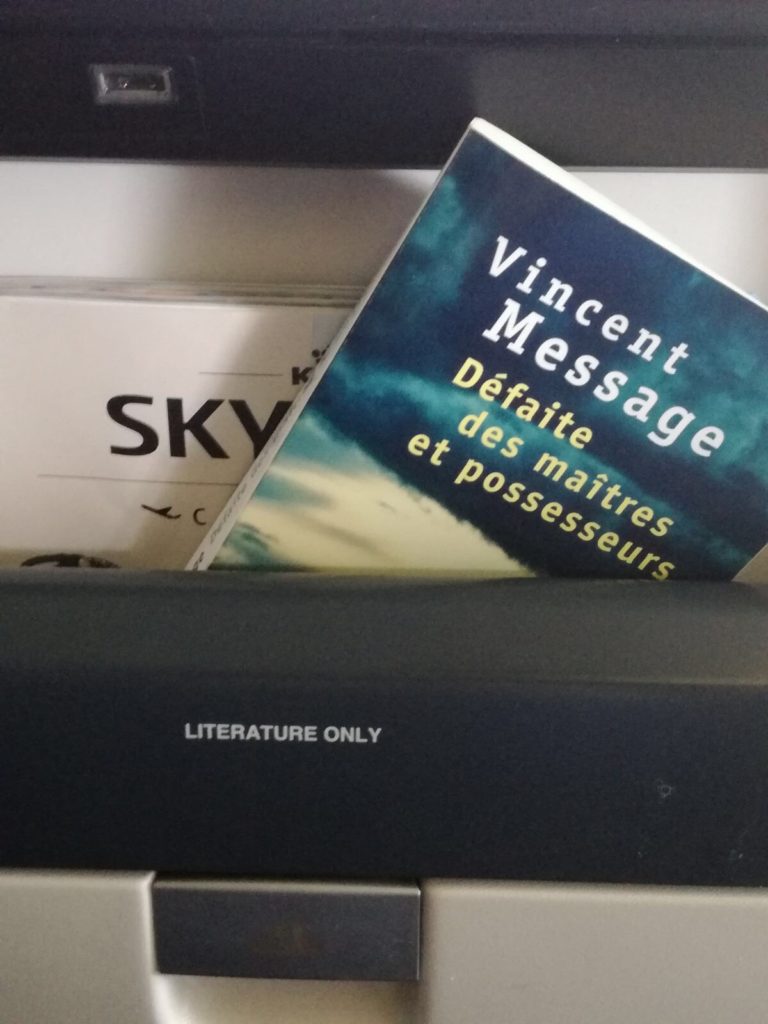 Vincent
Message
Défaite
des maîtres
et possesseurs
SKY
LITERATURE ONLY